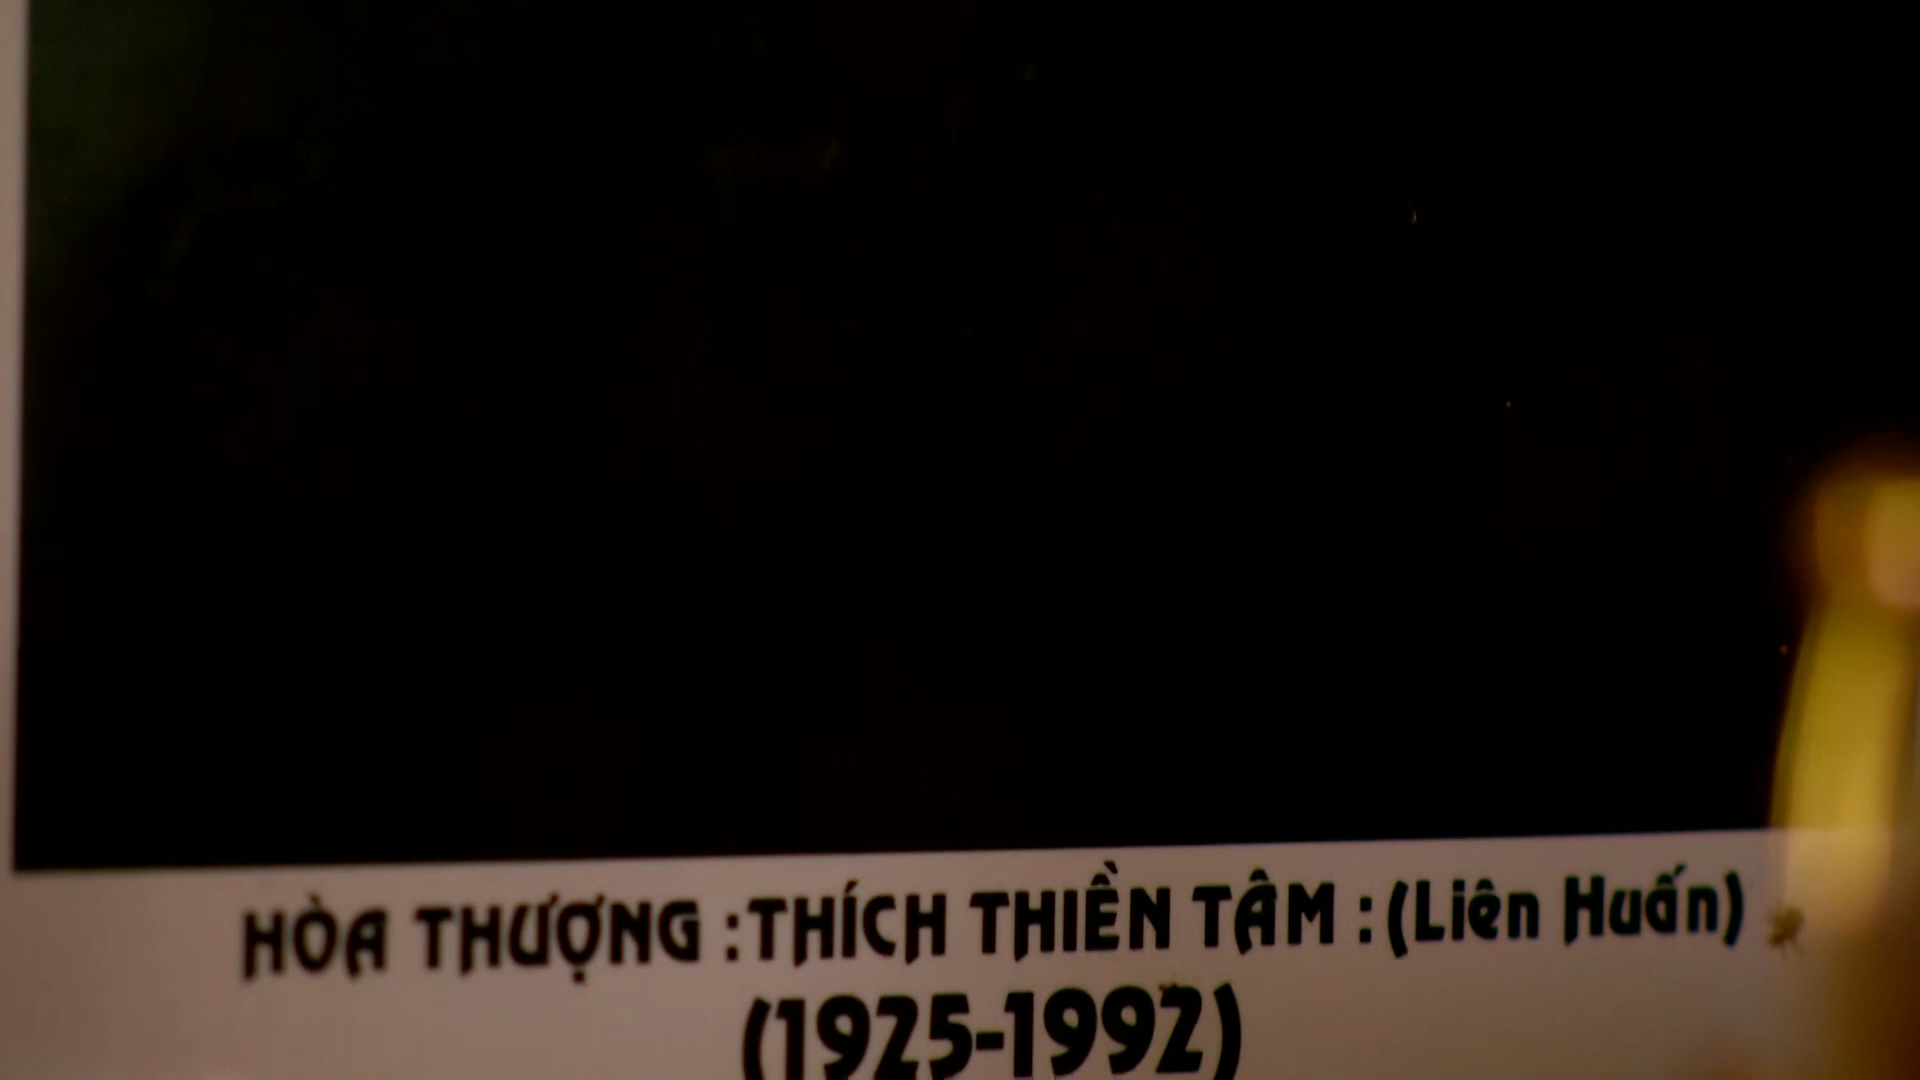 HÒA THƯỢNG :THÍCH THIỀN TÂM :(Liên Huấn)
(1925-1992)